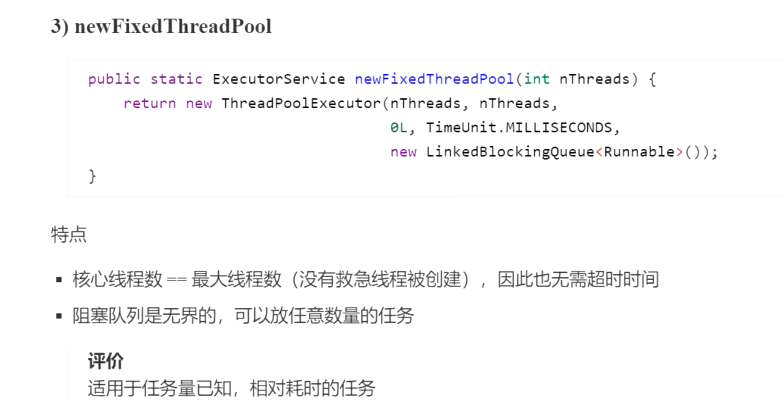 3) newFixedThreadPool
public static ExecutorService newFixedThreadPool(int nThreads) {
return new ThreadPoolExecutor(nThreads, nThreads,
0L, TimeUnit.MILLISECONDS,
new LinkedBlockingQueue<Runnable>());
}
特点
▪ 核心线程数 == 最大线程数（没有救急线程被创建），因此也无需超时时间
▪ 阻塞队列是无界的，可以放任意数量的任务
评价
适用于任务量已知，相对耗时的任务